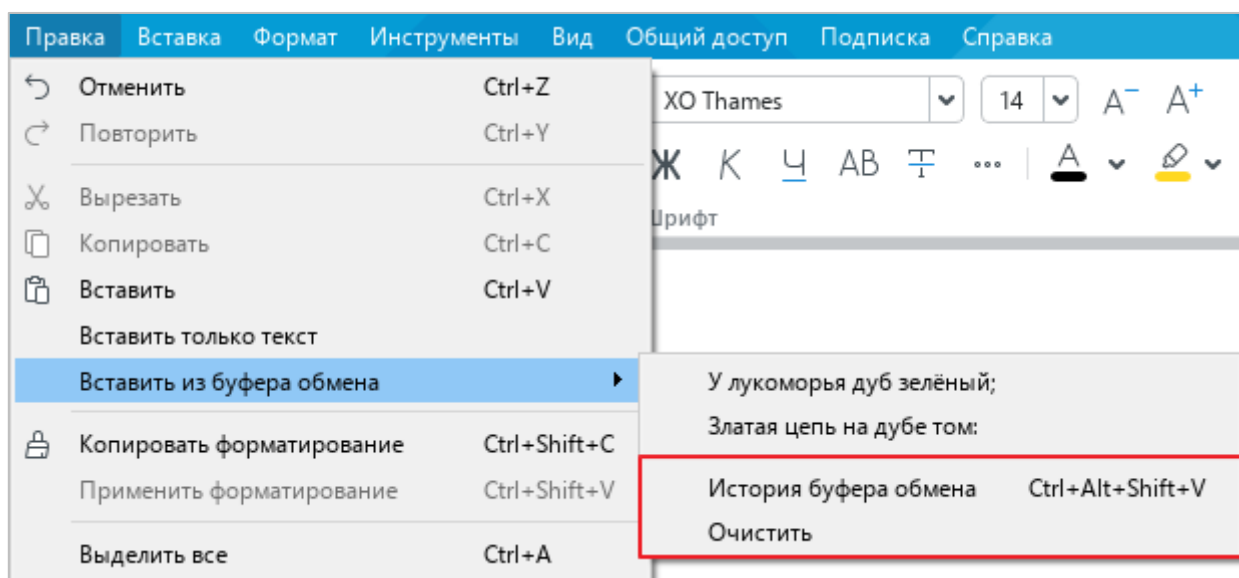 Правка Вставка Формат Инструменты Вид Общий доступ Подписка Справка
Отменить Ctrl+Z
Повторить Ctrl+Y
Вырезать Ctrl+X
Копировать Ctrl+C
Вставить Ctrl+V
Вставить только текст
Вставить из буфера обмена
Копировать форматирование Ctrl+Shift+C
Применить форматирование Ctrl+Shift+V
Выделить все Ctrl+A
XO Thames 14 A− A+
Ж К Ч АВ Т ... А
Шрифт
У лукоморья дуб зелёный;
Златая цепь на дубе том:
История буфера обмена Ctrl+Alt+Shift+V
Очистить